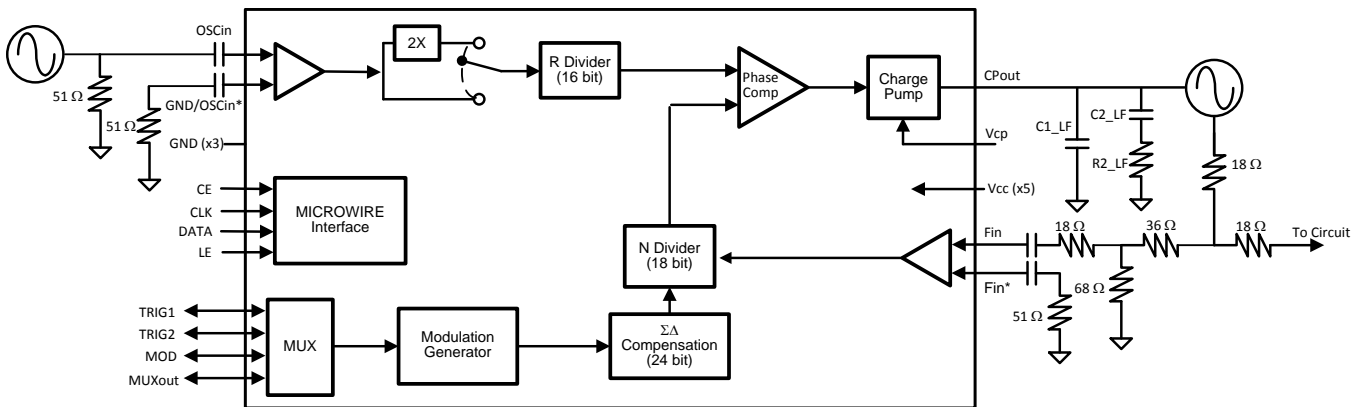 OSCin
51 Ω
GND/OSCin*
51 Ω
GND (x3)
2X
R Divider
(16 bit)
Phase
Comp
Charge
Pump
CPout
Vcp
C1_LF
C2_LF
R2_LF
18 Ω
Vcc (x5)
CE
CLK
DATA
LE
MICROWIRE
Interface
N Divider
(18 bit)
Fin
18 Ω
36 Ω
18 Ω
To Circuit
Fin*
68 Ω
51 Ω
TRIG1
TRIG2
MOD
MUXout
MUX
Modulation
Generator
ΣΔ
Compensation
(24 bit)